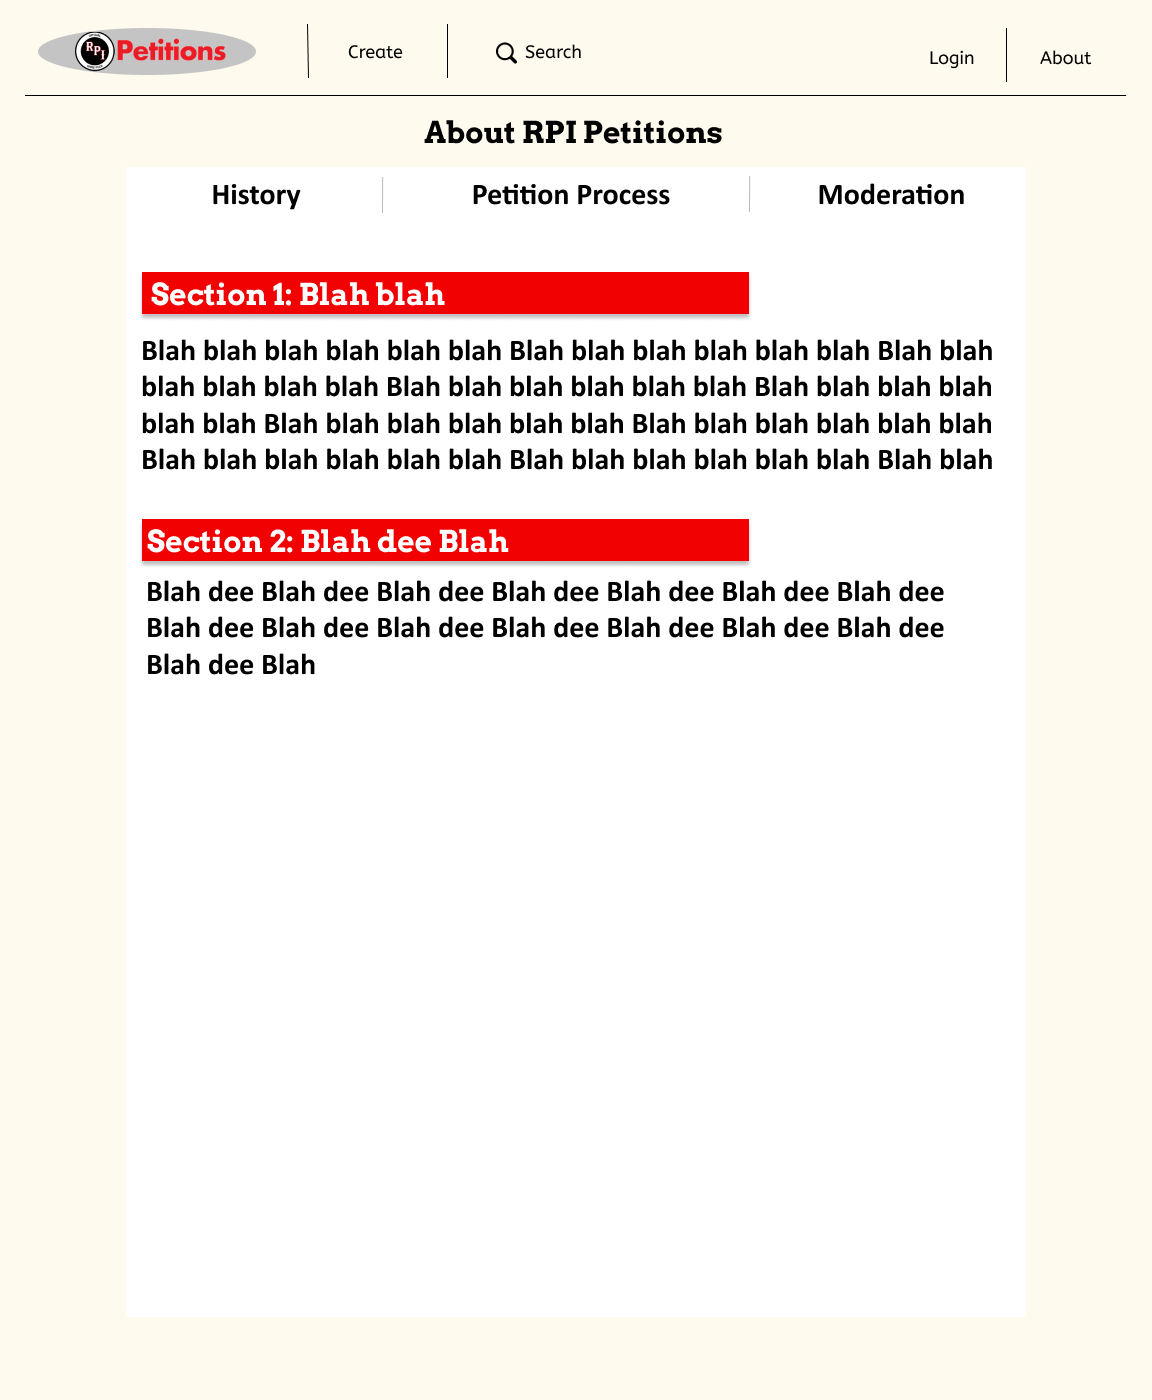 RPI Petitions
Create
Search
Login
About
About RPI Petitions
History
Petition Process
Moderation
Section 1: Blah blah
Blah blah blah blah blah blah Blah blah blah blah blah blah Blah blah
blah blah blah blah Blah blah blah blah blah blah Blah blah blah blah
blah blah Blah blah blah blah blah blah Blah blah blah blah blah blah
Blah blah blah blah blah blah Blah blah blah blah blah blah Blah blah
Section 2: Blah dee Blah
Blah dee Blah dee Blah dee Blah dee Blah dee Blah dee Blah dee
Blah dee Blah dee Blah dee Blah dee Blah dee Blah dee Blah dee
Blah dee Blah